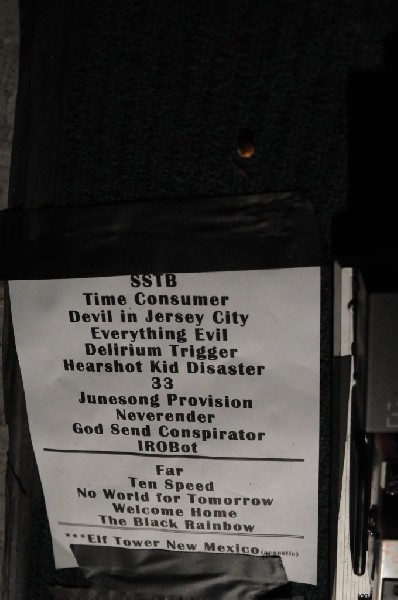 SSTB
Time Consumer
Devil in Jersey City
Everything Evil
Delirium Trigger
Hearshot Kid Disaster
33
Junesong Provision
Neverender
God Send Conspirator
IROBot
Far
Ten Speed
No World for Tomorrow
Welcome Home
The Black Rainbow
***Elf Tower New Mexico(acoustic)